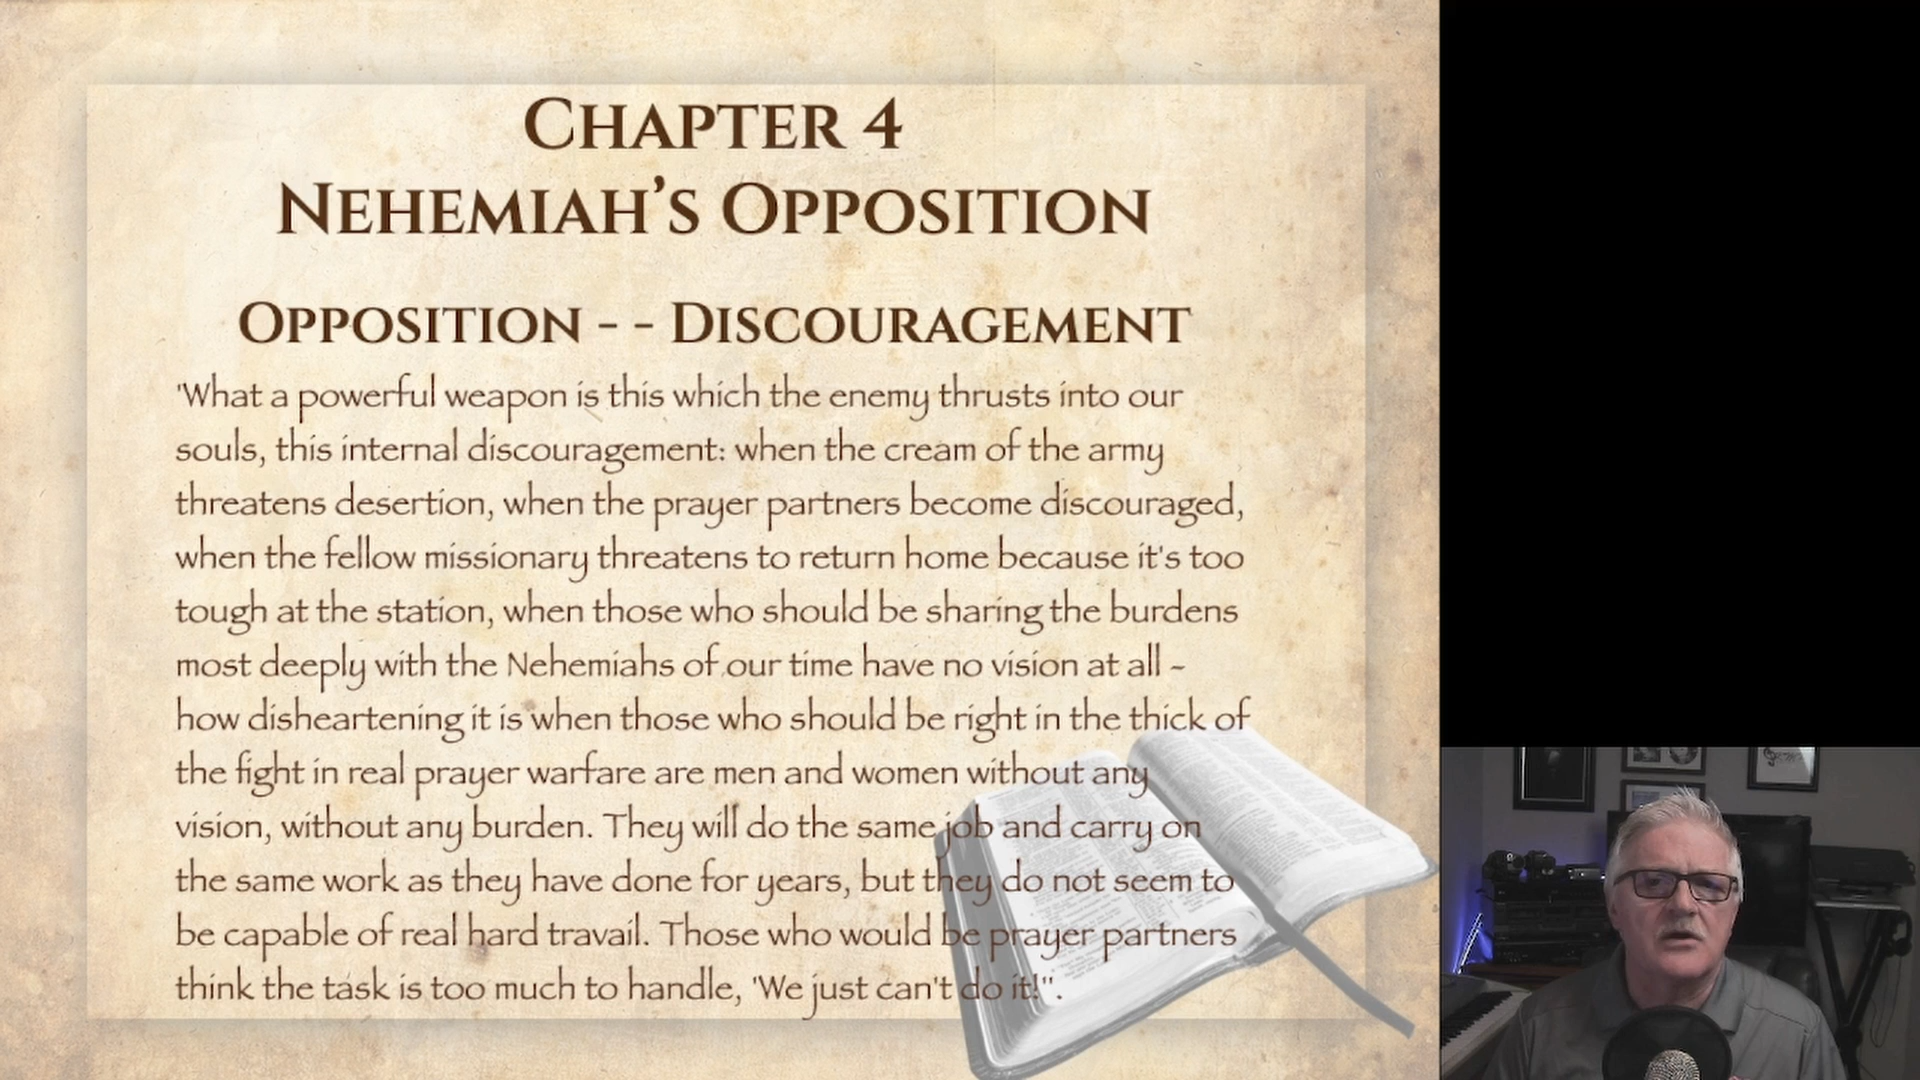 Chapter 4
Nehemiah's Opposition
Opposition - - Discouragement
'What a powerful weapon is this which the enemy thrusts into our
souls, this internal discouragement: when the cream of the army
threatens desertion, when the prayer partners become discouraged,
when the fellow missionary threatens to return home because it's too
tough at the station, when those who should be sharing the burdens
most deeply with the Nehemiahs of our time have no vision at all -
how disheartening it is when those who should be right in the thick of
the fight in real prayer warfare are men and women without any
vision, without any burden. They will do the same job and carry on
the same work as they have done for years, but they do not seem to
be capable of real hard travail. Those who would be prayer partners
think the task is too much to handle, 'We just can't do it!''.